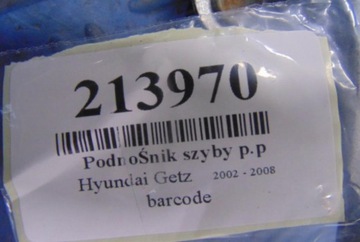 213970
PodnoŚnik szyby p.p
Hyundai Getz 2002 - 2008
barcode